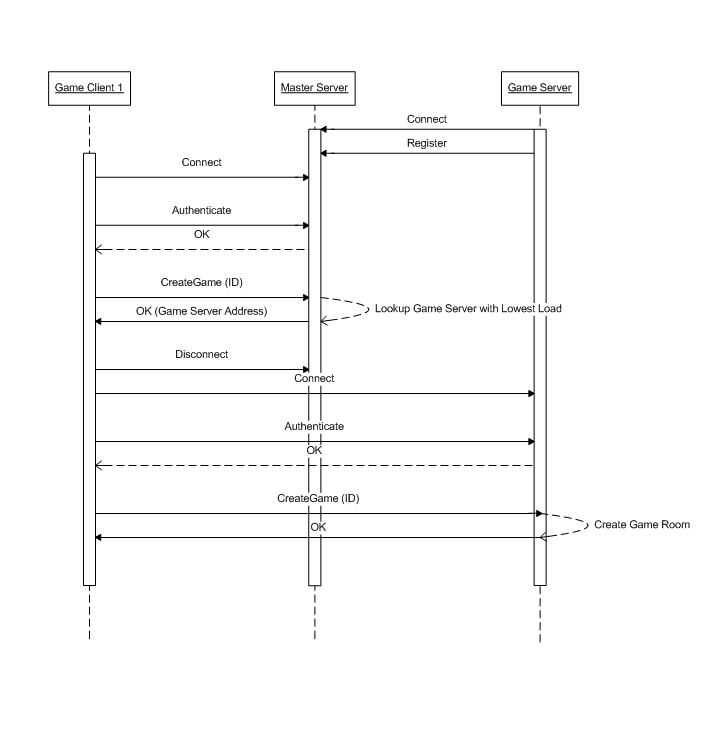 Game Client 1
Master Server
Game Server
Connect
Register
Connect
Authenticate
OK
CreateGame (ID)
OK (Game Server Address)
Lookup Game Server with Lowest Load
Disconnect
Connect
Authenticate
OK
CreateGame (ID)
OK
Create Game Room